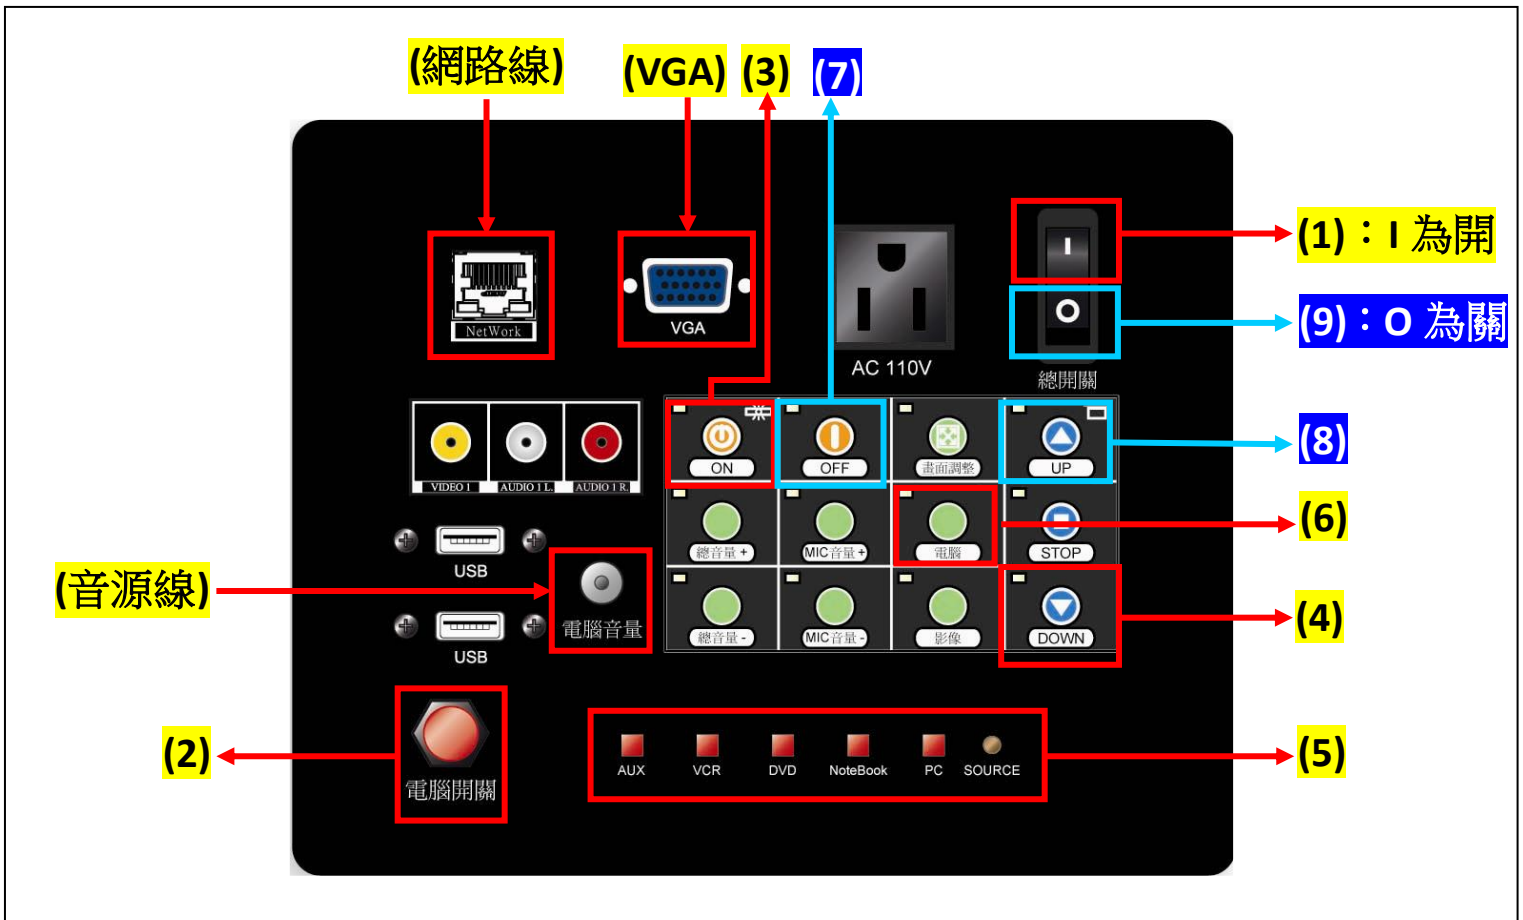 (網路線)
(VGA)
(3)
(7)
(1)：I 為開
(9)：O 為關
NetWork
VGA
AC 110V
I
O
總開關
VIDEO 1
AUDIO 1 L.
AUDIO 1 R.
ON
OFF
畫面調整
UP
(8)
總音量 +
MIC音量 +
電腦
STOP
(6)
總音量 -
MIC音量 -
影像
DOWN
(4)
USB
(音源線)
電腦音量
USB
(2)
電腦開關
AUX
VCR
DVD
NoteBook
PC
SOURCE
(5)